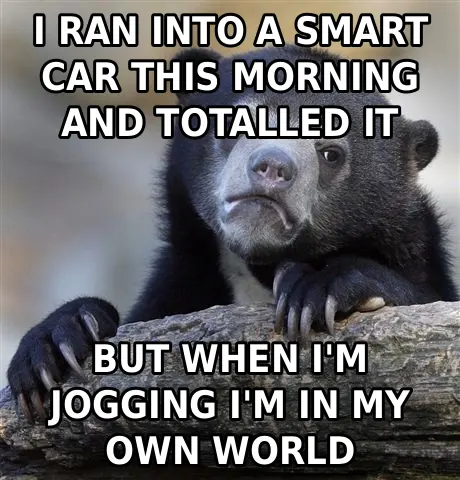 I RAN INTO A SMART
CAR THIS MORNING
AND TOTALLED IT
BUT WHEN I'M
JOGGING I'M IN MY
OWN WORLD